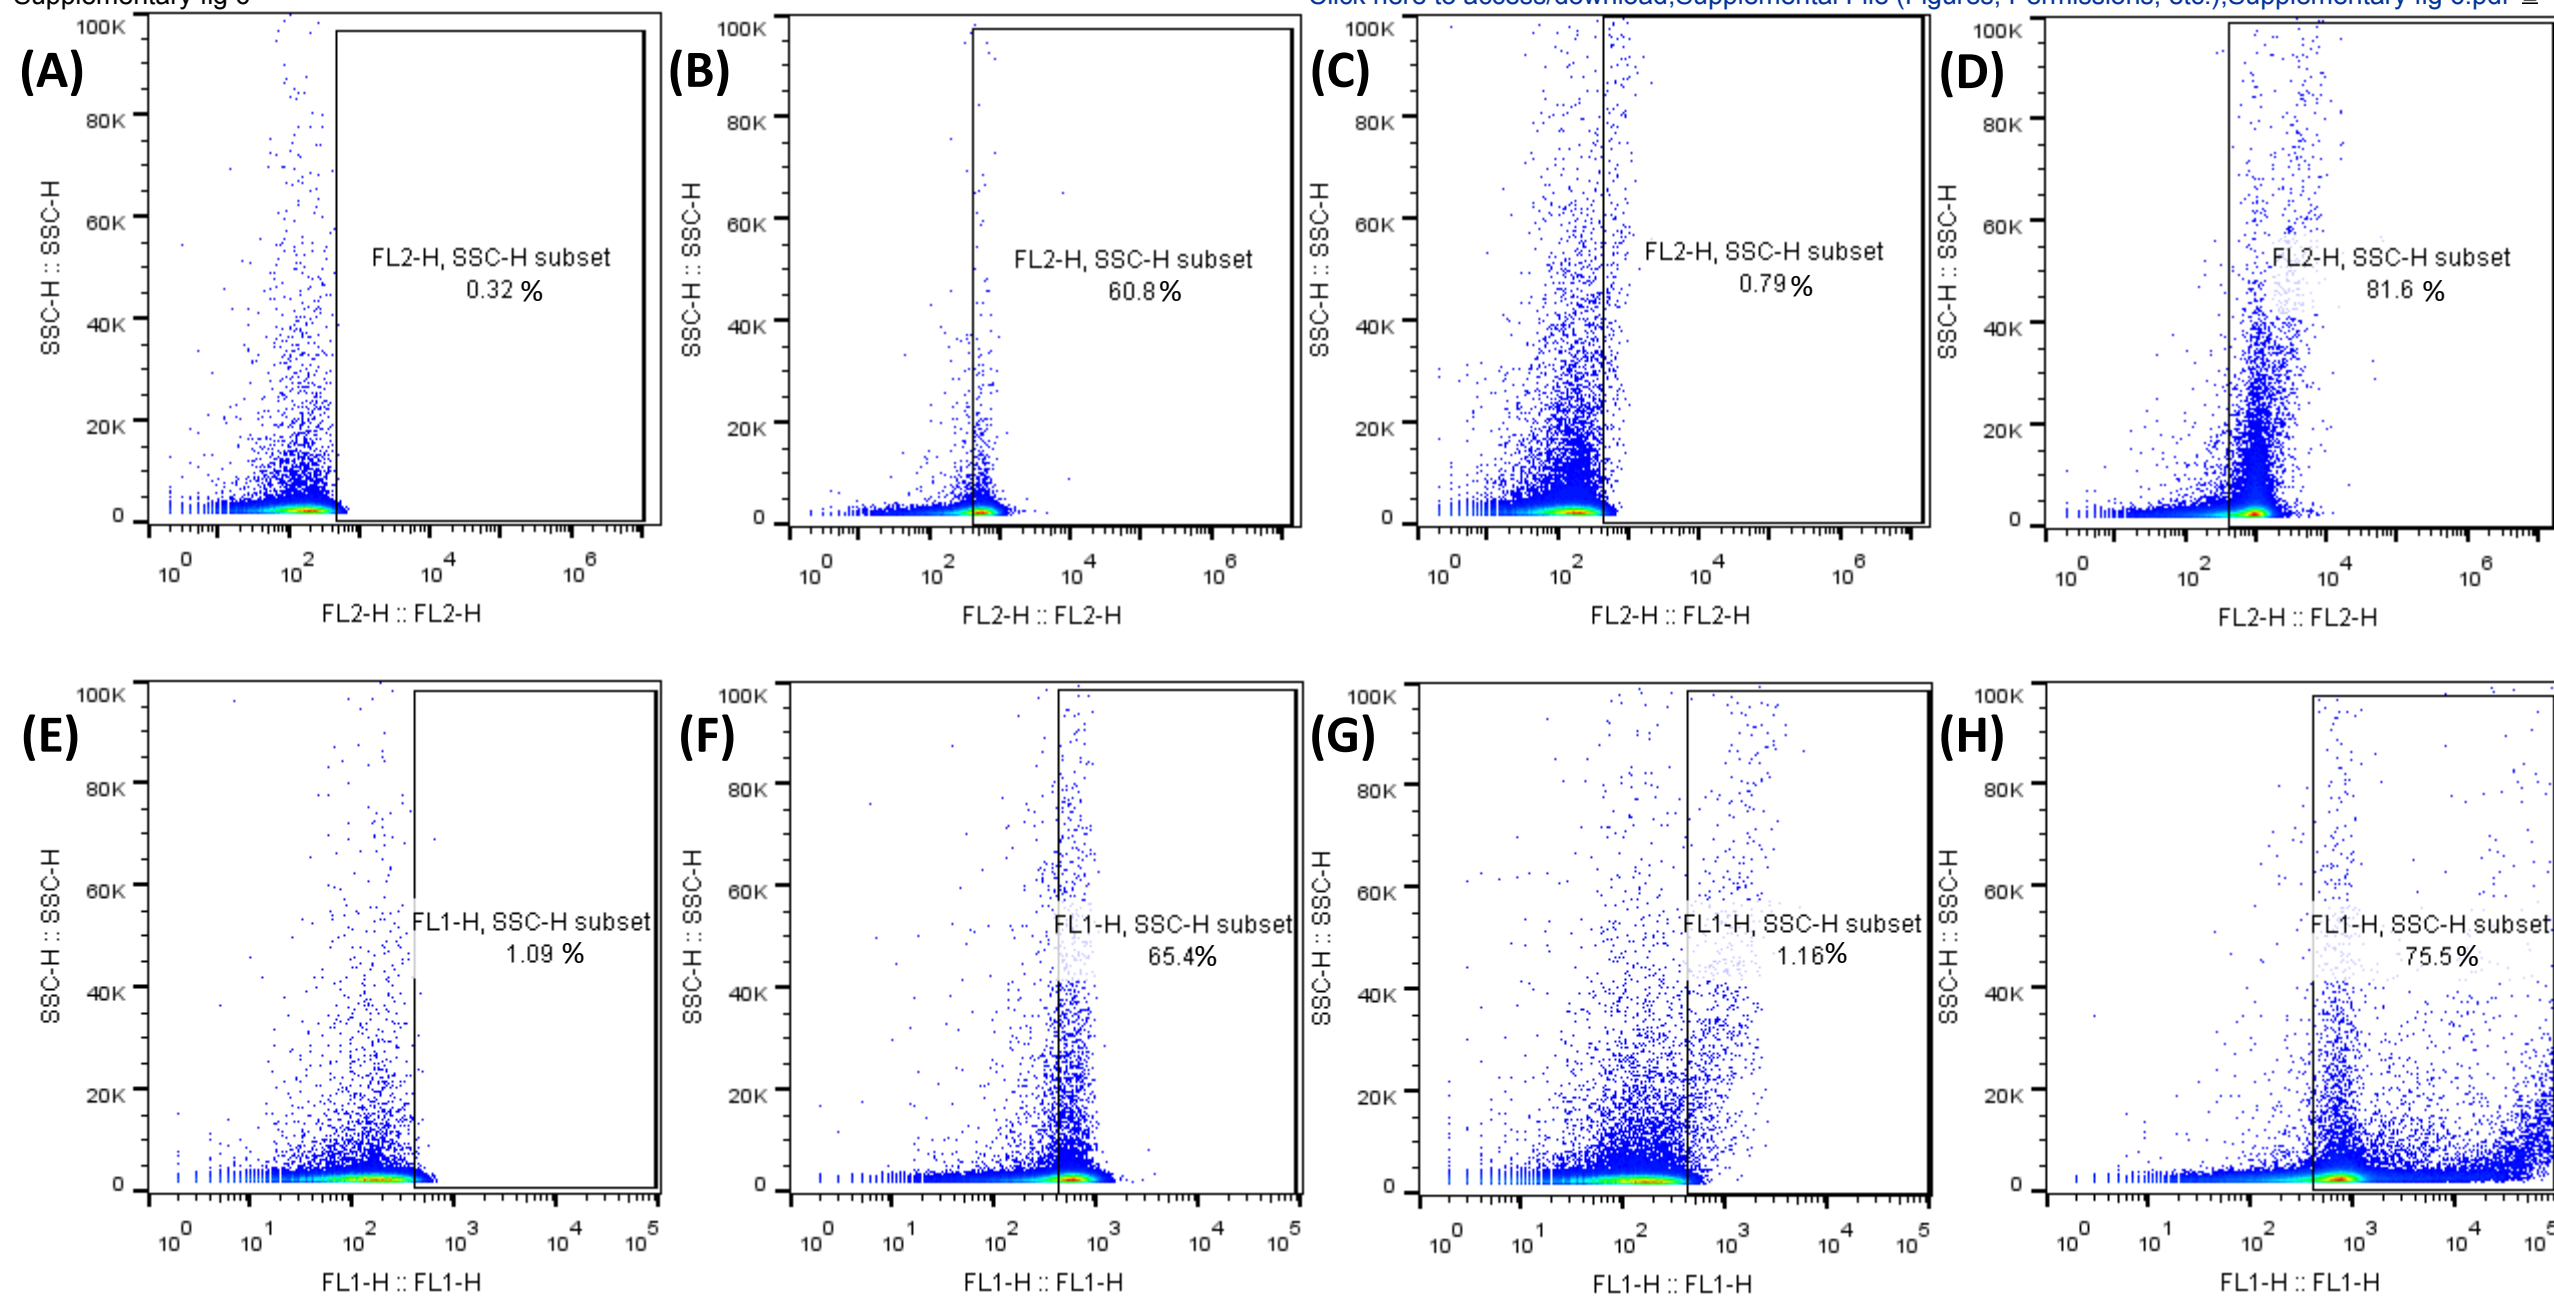 (A)
100K
80K
60K
40K
20K
0
SSC-H :: SSC-H
FL2-H, SSC-H subset
0.32 %
10^0 10^2 10^4 10^6
FL2-H :: FL2-H
(B)
100K
80K
60K
40K
20K
0
SSC-H :: SSC-H
FL2-H, SSC-H subset
60.8%
10^0 10^2 10^4 10^6
FL2-H :: FL2-H
(C)
100K
80K
60K
40K
20K
0
SSC-H :: SSC-H
FL2-H, SSC-H subset
0.79%
10^0 10^2 10^4 10^6
FL2-H :: FL2-H
(D)
100K
80K
60K
40K
20K
0
SSC-H :: SSC-H
FL2-H, SSC-H subset
81.6 %
10^0 10^2 10^4 10^6
FL2-H :: FL2-H
(E)
100K
80K
60K
40K
20K
0
SSC-H :: SSC-H
FL1-H, SSC-H subset
1.09 %
10^0 10^1 10^2 10^3 10^4 10^5
FL1-H :: FL1-H
(F)
100K
80K
60K
40K
20K
0
SSC-H :: SSC-H
FL1-H, SSC-H subset
65.4%
10^0 10^1 10^2 10^3 10^4 10^5
FL1-H :: FL1-H
(G)
100K
80K
60K
40K
20K
0
SSC-H :: SSC-H
FL1-H, SSC-H subset
1.16%
10^0 10^1 10^2 10^3 10^4 10^5
FL1-H :: FL1-H
(H)
100K
80K
60K
40K
20K
0
SSC-H :: SSC-H
FL1-H, SSC-H subset
75.5%
10^0 10^1 10^2 10^3 10^4 10^5
FL1-H :: FL1-H